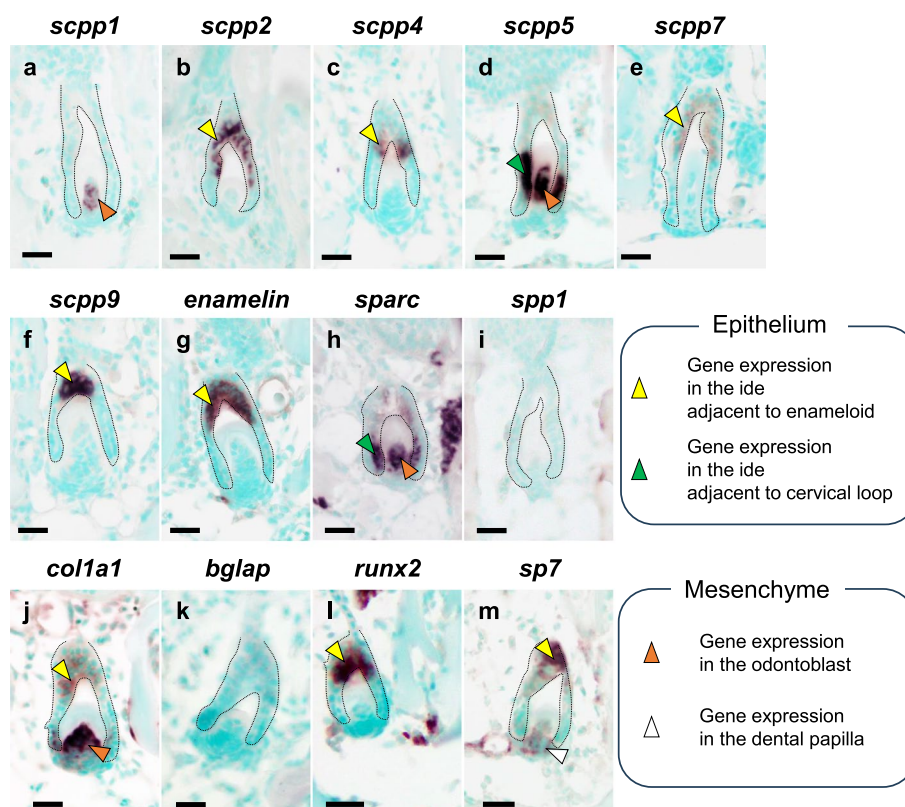 scpp1 scpp2 scpp4 scpp5 scpp7
a b c d e
scpp9 enamelin sparc spp1
f g h i
Epithelium
Gene expression
in the ide
adjacent to enameloid
Gene expression
in the ide
adjacent to cervical loop
col1a1 bglap runx2 sp7
j k l m
Mesenchyme
Gene expression
in the odontoblast
Gene expression
in the dental papilla